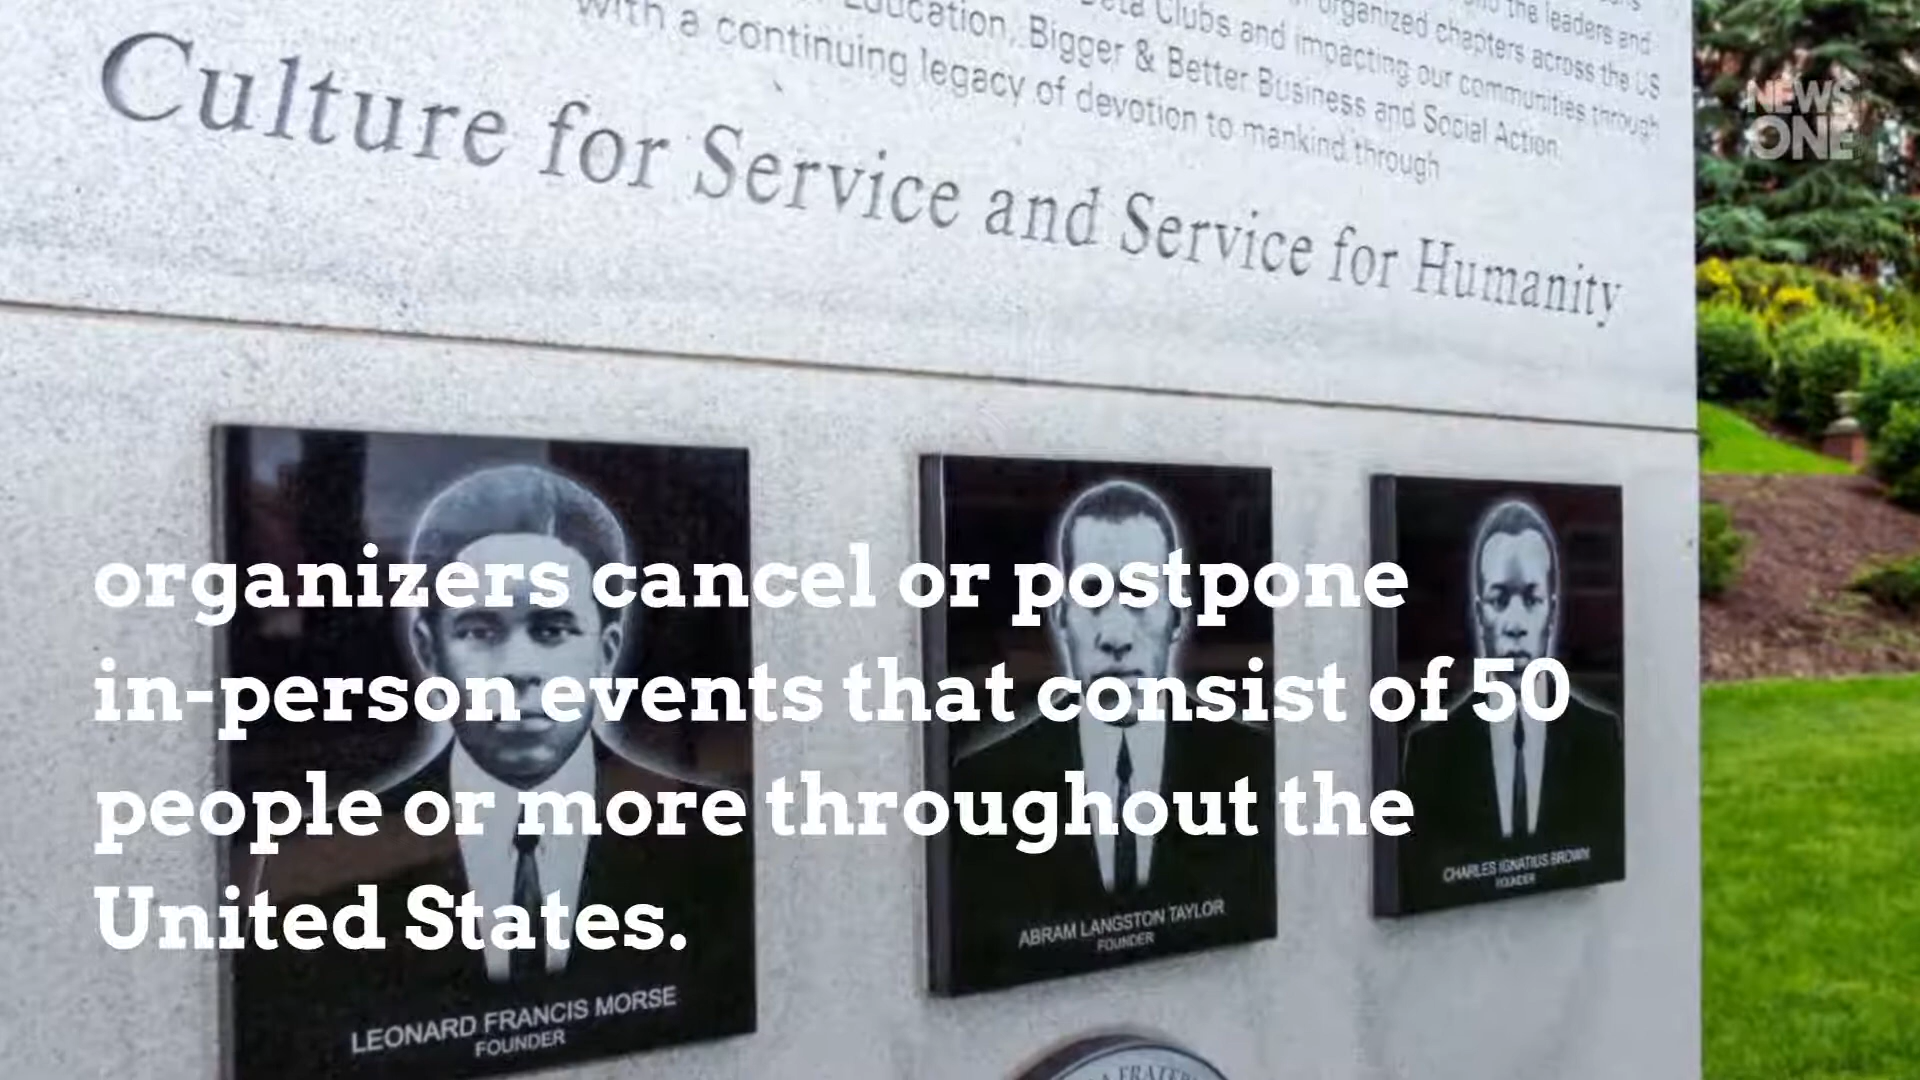 the leaders and
Clubs and organized chapters across the US
Education, Bigger & Better Business and impacting our communities through
with a continuing legacy of devotion to mankind through
and Social Action.
Culture for Service and Service for Humanity
NEWS
ONE
organizers cancel or postpone
in-person events that consist of 50
people or more throughout the
United States.
LEONARD FRANCIS MORSE
FOUNDER
ABRAM LANGSTON TAYLOR
FOUNDER
CHARLES IGNATIUS BROWN
FOUNDER